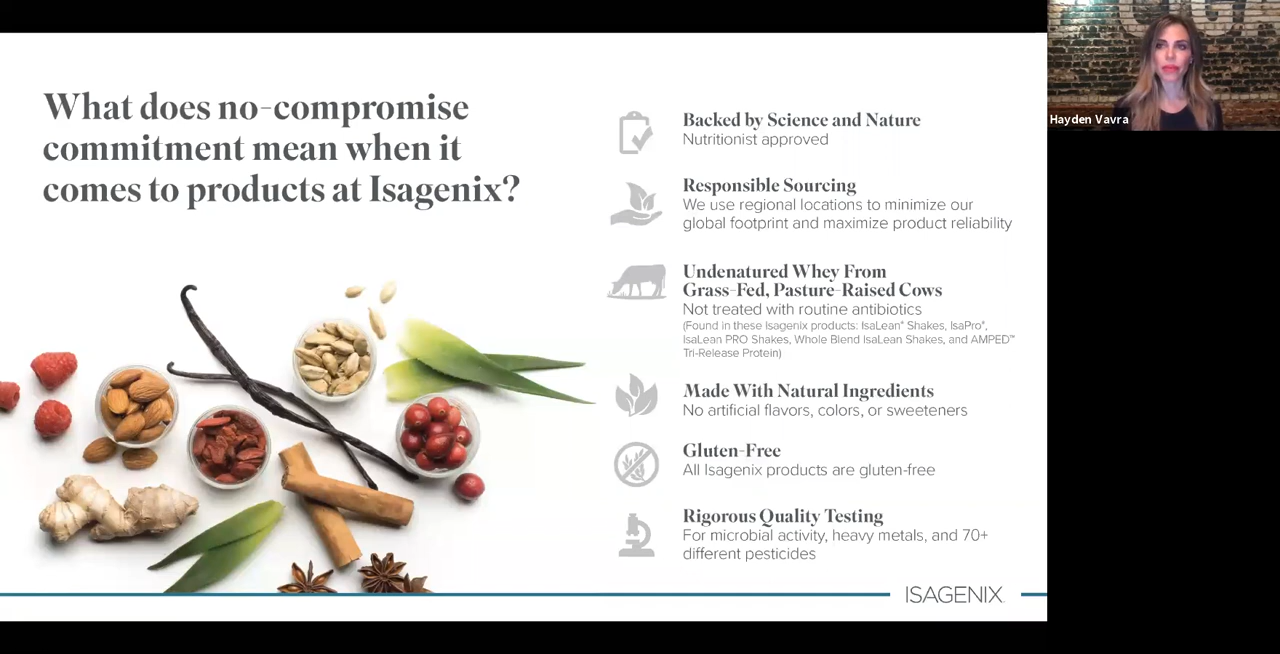 What does no-compromise
commitment mean when it
comes to products at Isagenix?
Backed by Science and Nature
Nutritionist approved
Responsible Sourcing
We use regional locations to minimize our
global footprint and maximize product reliability
Undenatured Whey From
Grass-Fed, Pasture-Raised Cows
Not treated with routine antibiotics
(Found in these Isagenix products: IsaLean® Shakes, IsaPro®,
IsaLean PRO Shakes, Whole Blend IsaLean Shakes, and AMPED™
Tri-Release Protein)
Made With Natural Ingredients
No artificial flavors, colors, or sweeteners
Gluten-Free
All Isagenix products are gluten-free
Rigorous Quality Testing
For microbial activity, heavy metals, and 70+
different pesticides
ISAGENIX
Hayden Vavra